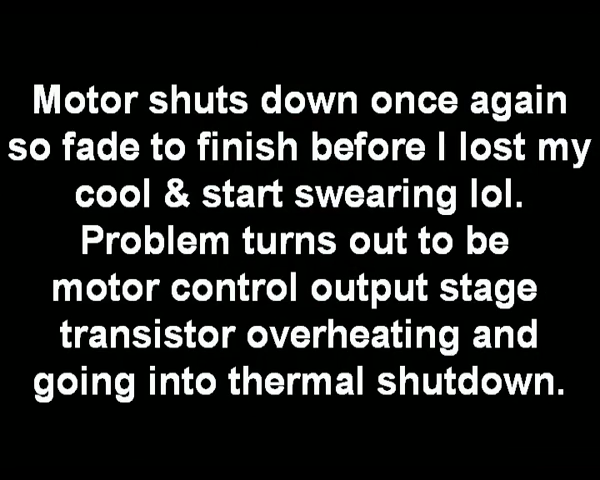 Motor shuts down once again
so fade to finish before I lost my
cool & start swearing lol.
Problem turns out to be
motor control output stage
transistor overheating and
going into thermal shutdown.